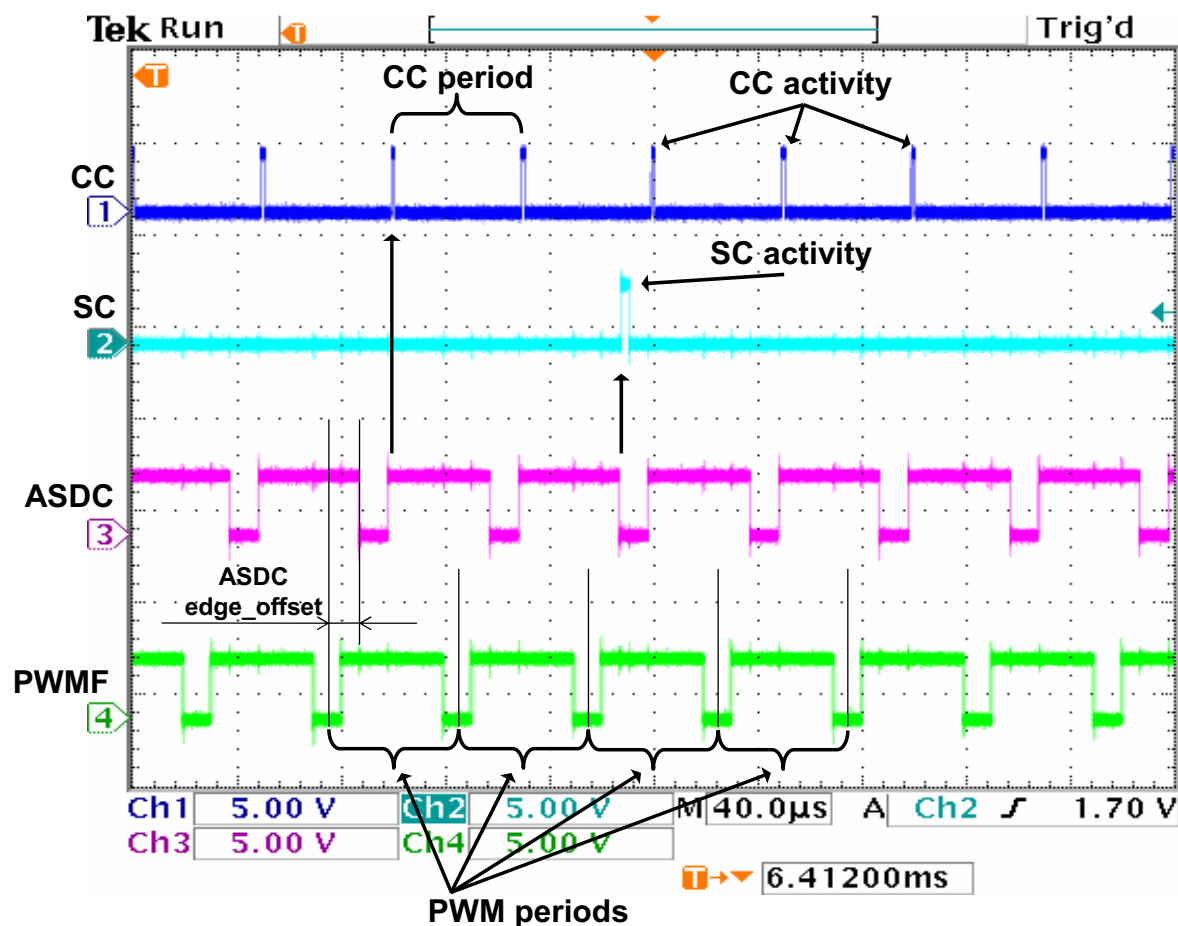 Tek Run T Trig'd
T
CC period
CC activity
CC
1
SC activity
SC
2
ASDC
3
ASDC
edge_offset
PWMF
4
Ch1 5.00 V Ch2 5.00 V M 40.0µs A Ch2 1.70 V
Ch3 5.00 V Ch4 5.00 V
T 6.41200ms
PWM periods